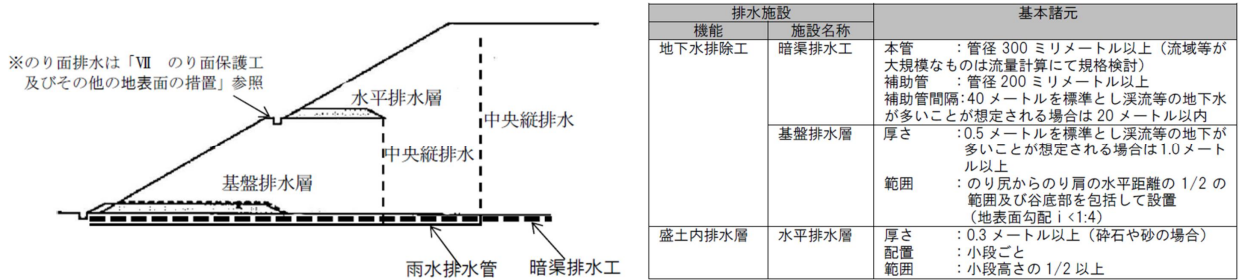 ※のり面排水は「Ⅶ　のり面保護工
及びその他の地表面の措置」参照
水平排水層
中央縦排水
中央縦排水
基盤排水層
雨水排水管
暗渠排水工
排水施設
基本諸元
機能
施設名称
地下水排除工
暗渠排水工
本管　　　：管径 300 ミリメートル以上（流域等が
大規模なものは流量計算にて規格検討）
補助管　　：管径 200 ミリメートル以上
補助管間隔：40 メートルを標準とし渓流等の地下水
が多いことが想定される場合は 20 メートル以内
基盤排水層
厚さ　　　：0.5 メートルを標準とし渓流等の地下が
多いことが想定される場合は1.0 メート
ル以上
範囲　　　：のり尻からのり肩の水平距離の 1/2 の
範囲及び谷底部を包括して設置
（地表面勾配ｉ<1:4）
盛土内排水層
水平排水層
厚さ　　　：0.3 メートル以上（砕石や砂の場合）
配置　　　：小段ごと
範囲　　　：小段高さの 1/2 以上